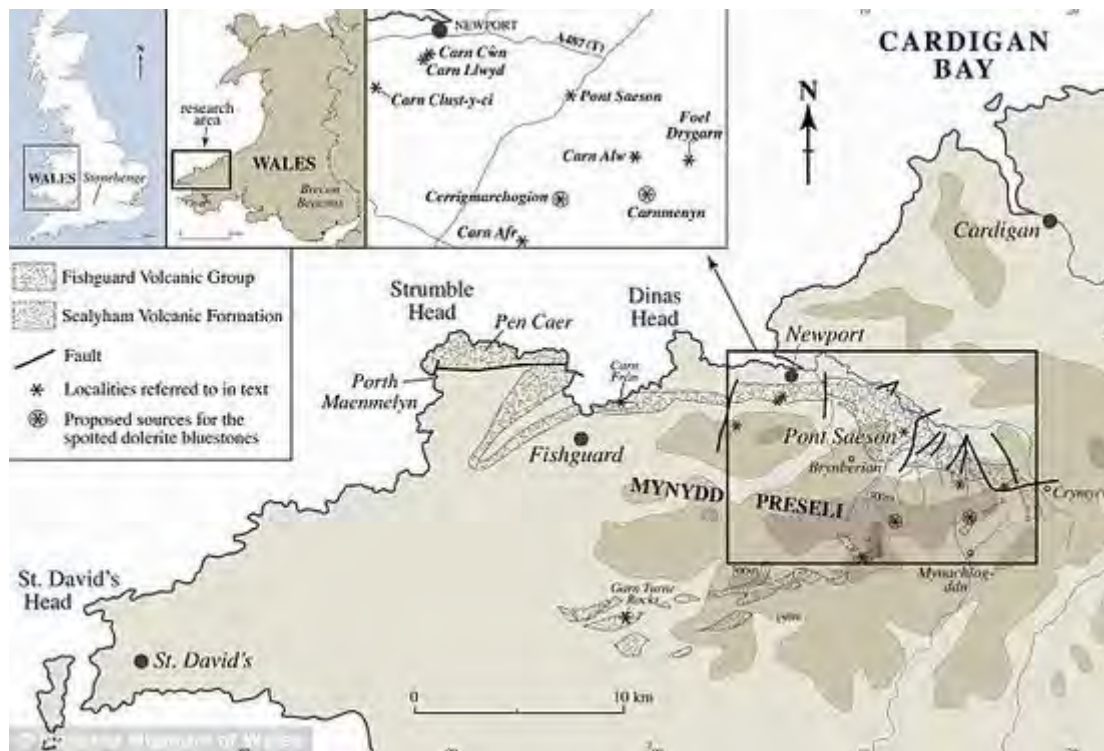 N
WALES
Stonehenge
research
area
WALES
Brecon
Beacons
NEWPORT
A487 (T)
Carn Cŵn
Carn Llwyd
Carn Clust-y-ci
Pont Saeson
Foel
Drygarn
Carn Alw
Cerrigmarchogion
Carnmenyn
Carn Afr
CARDIGAN
BAY
N
Cardigan
Fishguard Volcanic Group
Sealyham Volcanic Formation
Fault
Localities referred to in text
Proposed sources for the
spotted dolerite bluestones
Strumble
Head
Pen Caer
Dinas
Head
Newport
Porth
Maenmelyn
Carn
Fishguard
Pont Saeson
Brynberian
MYNYDD
PRESELI
300m
Crymych
Mynachlog-
ddu
Garn Turne
Rocks
St. David's
Head
St. David's
0
10 km